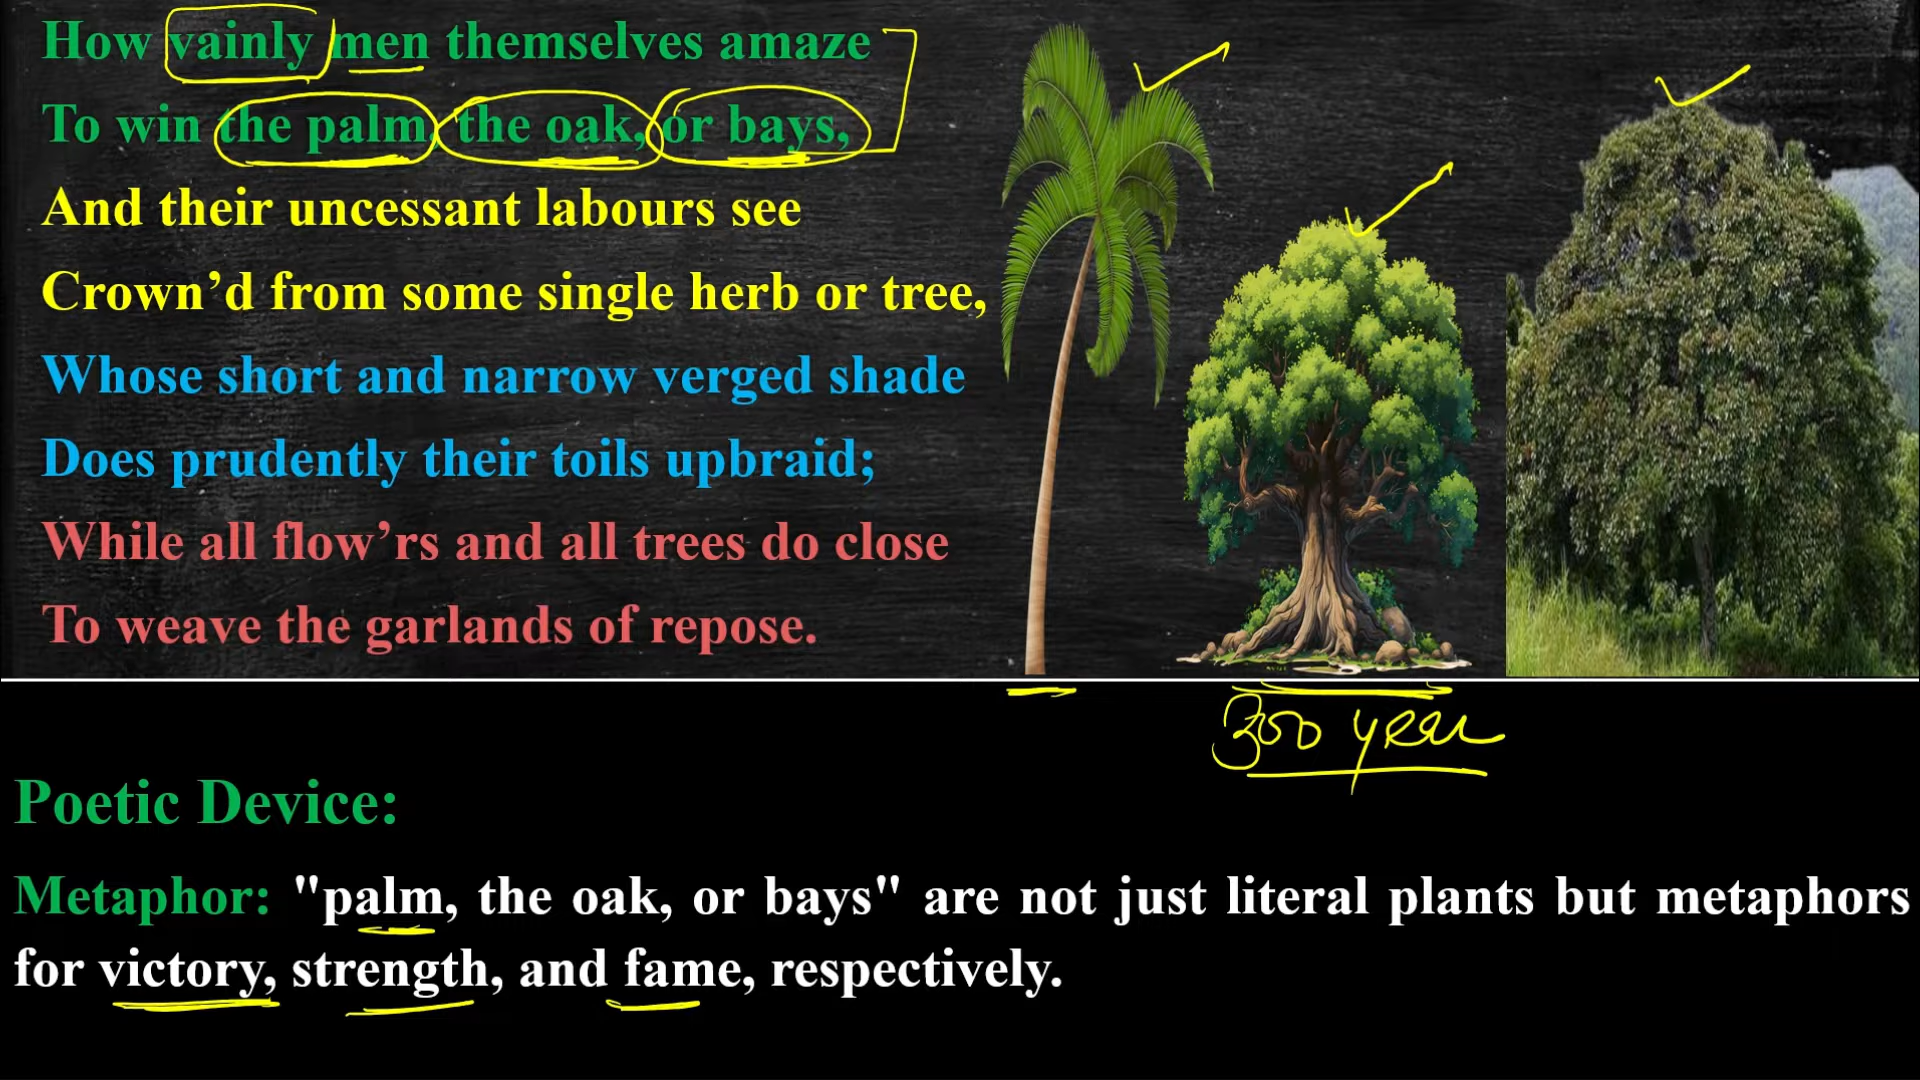 How vainly men themselves amaze
To win the palm, the oak, or bays,
And their uncessant labours see
Crown’d from some single herb or tree,
Whose short and narrow verged shade
Does prudently their toils upbraid;
While all flow’rs and all trees do close
To weave the garlands of repose.
300 year
Poetic Device:
Metaphor: "palm, the oak, or bays" are not just literal plants but metaphors
for victory, strength, and fame, respectively.